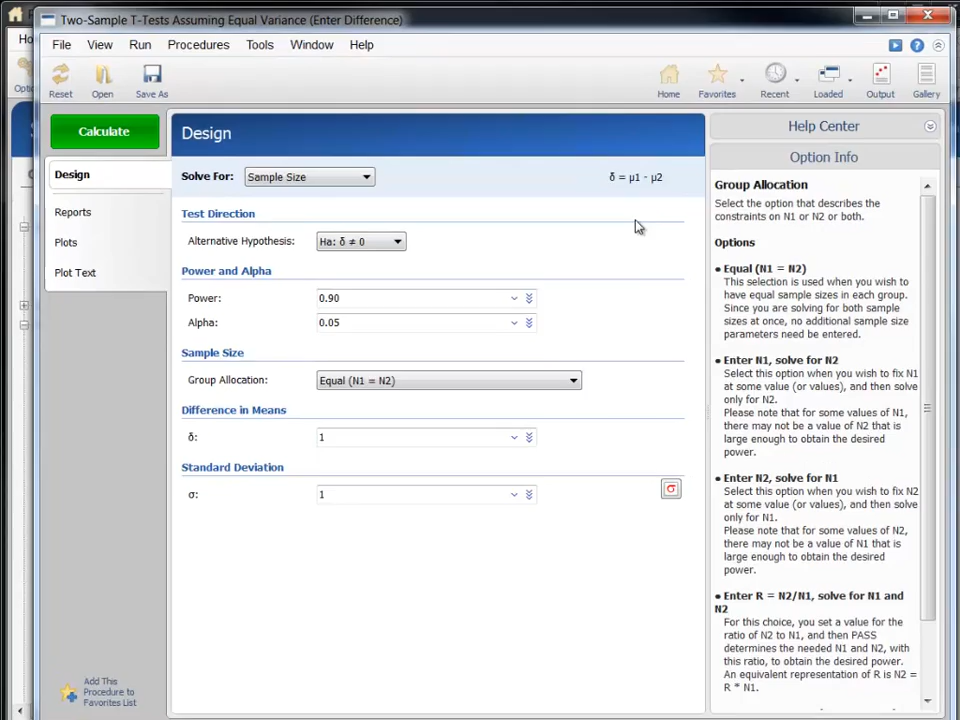 Two-Sample T-Tests Assuming Equal Variance (Enter Difference)
File View Run Procedures Tools Window Help
Reset Open Save As Home Favorites Recent Loaded Output Gallery
Calculate
Design
Reports
Plots
Plot Text
Add This
Procedure to
Favorites List
Design
Solve For: Sample Size δ = μ1 - μ2
Test Direction
Alternative Hypothesis: Ha: δ ≠ 0
Power and Alpha
Power: 0.90
Alpha: 0.05
Sample Size
Group Allocation: Equal (N1 = N2)
Difference in Means
δ: 1
Standard Deviation
σ: 1 σ
Help Center
Option Info
Group Allocation
Select the option that describes the
constraints on N1 or N2 or both.
Options
• Equal (N1 = N2)
This selection is used when you wish to
have equal sample sizes in each group.
Since you are solving for both sample
sizes at once, no additional sample size
parameters need be entered.
• Enter N1, solve for N2
Select this option when you wish to fix N1
at some value (or values), and then solve
only for N2.
Please note that for some values of N1,
there may not be a value of N2 that is
large enough to obtain the desired
power.
• Enter N2, solve for N1
Select this option when you wish to fix N2
at some value (or values), and then solve
only for N1.
Please note that for some values of N2,
there may not be a value of N1 that is
large enough to obtain the desired
power.
• Enter R = N2/N1, solve for N1 and
N2
For this choice, you set a value for the
ratio of N2 to N1, and then PASS
determines the needed N1 and N2, with
this ratio, to obtain the desired power.
An equivalent representation of R is N2 =
R * N1.